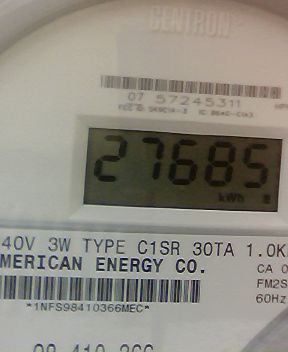 CENTRON
07 57245311
27685
kWh
40V 3W TYPE C1SR 30TA 1.0K
MERICAN ENERGY CO.
CA 0
FM2S
60Hz
*1NFS98410366MEC*